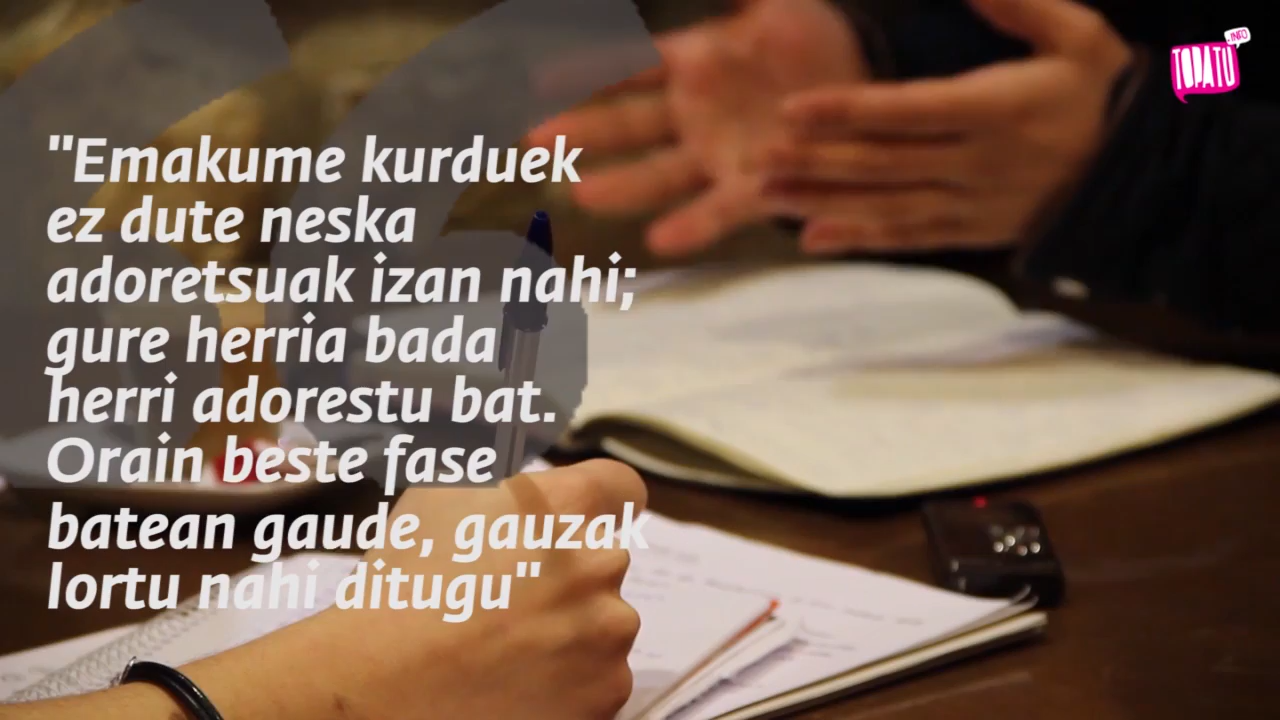 "Emakume kurduek
ez dute neska
adoretsuak izan nahi;
gure herria bada
herri adorestu bat.
Orain beste fase
batean gaude, gauzak
lortu nahi ditugu"
TOPATU
.INFO